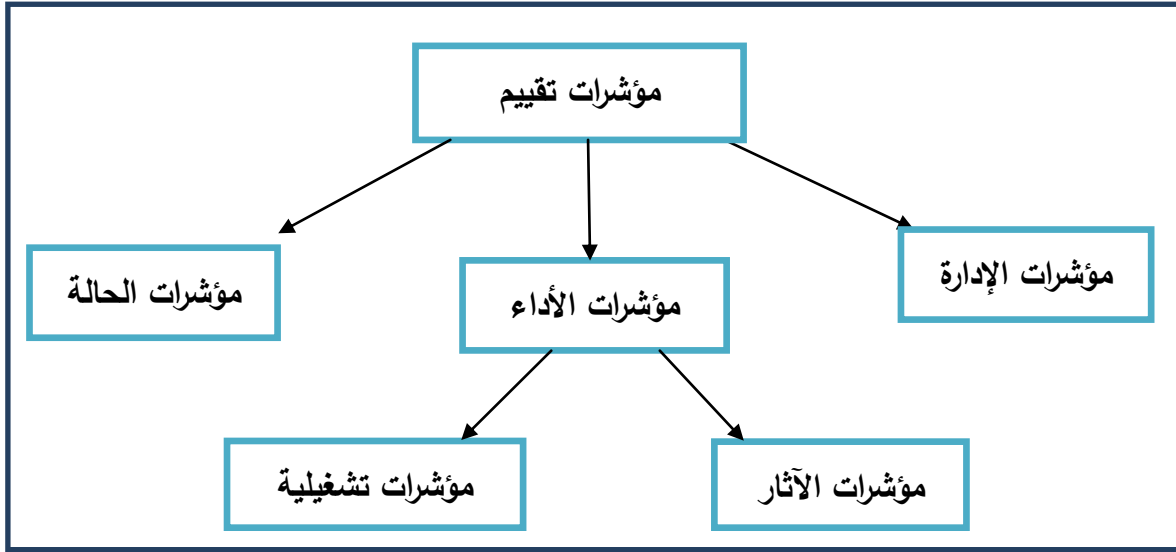 مؤشرات تقييم
مؤشرات الإدارة
مؤشرات الأداء
مؤشرات الحالة
مؤشرات الآثار
مؤشرات تشغيلية